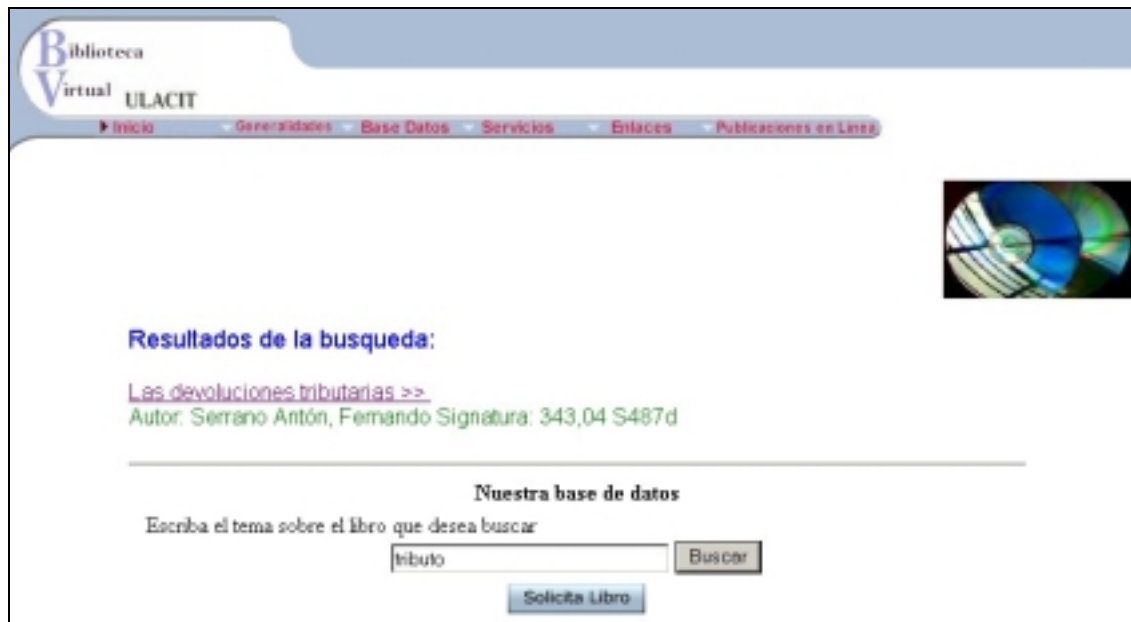 Biblioteca
Virtual ULACIT
Inicio Generalidades Base Datos Servicios Enlaces Publicaciones en Linea
Resultados de la busqueda:
Las devoluciones tributarias >>
Autor: Serrano Antón, Fernando Signatura: 343,04 S487d
Nuestra base de datos
Escriba el tema sobre el libro que desea buscar
tributo Buscar
Solicita Libro